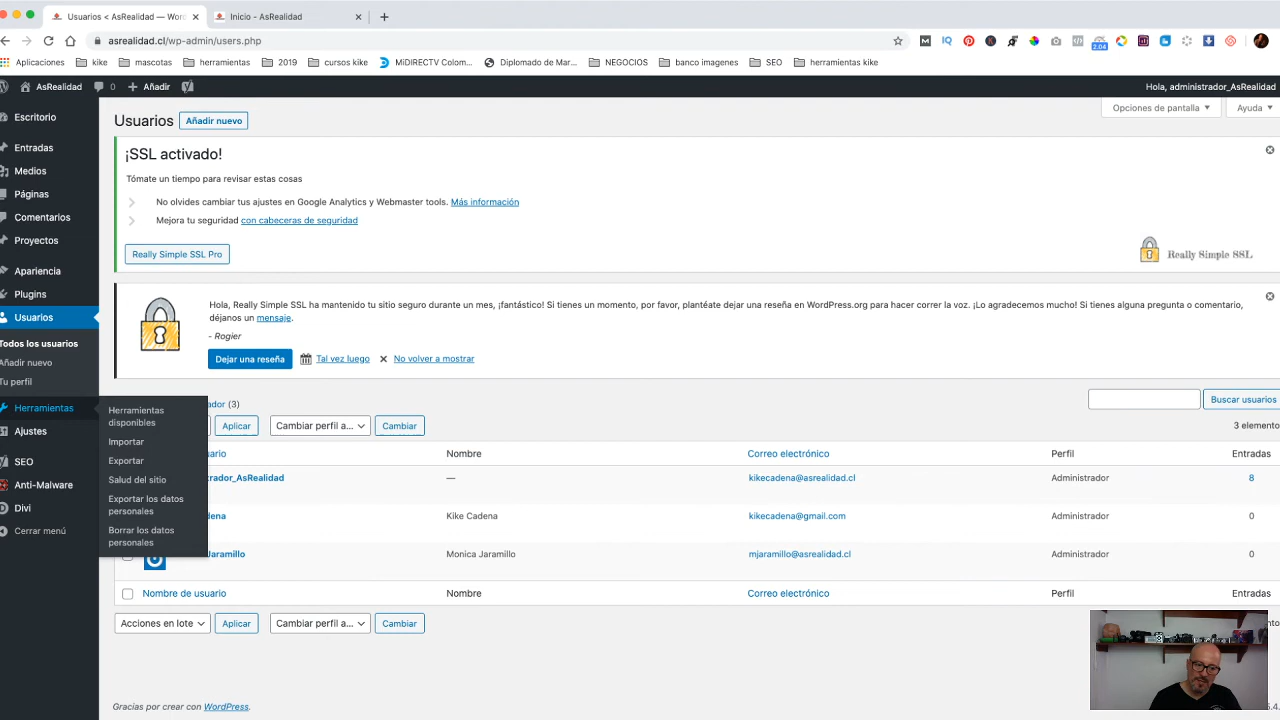 Usuarios < AsRealidad — Wor
Inicio - AsRealidad
asrealidad.cl/wp-admin/users.php
2.04
Aplicaciones
kike
mascotas
herramientas
2019
cursos kike
MiDIRECTV Colom...
Diplomado de Mar...
NEGOCIOS
banco imagenes
SEO
herramientas kike
AsRealidad
0
Añadir
Hola, administrador_AsRealidad
Escritorio
Entradas
Medios
Páginas
Comentarios
Proyectos
Apariencia
Plugins
Usuarios
Todos los usuarios
Añadir nuevo
Tu perfil
Herramientas
Ajustes
SEO
Anti-Malware
Divi
Cerrar menú
Herramientas
disponibles
Importar
Exportar
Salud del sitio
Exportar los datos
personales
Borrar los datos
personales
Opciones de pantalla
Ayuda
Usuarios
Añadir nuevo
¡SSL activado!
Tómate un tiempo para revisar estas cosas
No olvides cambiar tus ajustes en Google Analytics y Webmaster tools. Más información
Mejora tu seguridad con cabeceras de seguridad
Really Simple SSL Pro
Really Simple SSL
Hola, Really Simple SSL ha mantenido tu sitio seguro durante un mes, ¡fantástico! Si tienes un momento, por favor, plantéate dejar una reseña en WordPress.org para hacer correr la voz. ¡Lo agradecemos mucho! Si tienes alguna pregunta o comentario,
déjanos un mensaje.
- Rogier
Dejar una reseña
Tal vez luego
No volver a mostrar
ador (3)
Buscar usuarios
Aplicar
Cambiar perfil a...
Cambiar
3 elemento
uario
Nombre
Correo electrónico
Perfil
Entradas
trador_AsRealidad
—
kikecadena@asrealidad.cl
Administrador
8
dena
Kike Cadena
kikecadena@gmail.com
Administrador
0
Jaramillo
Monica Jaramillo
mjaramillo@asrealidad.cl
Administrador
0
Nombre de usuario
Nombre
Correo electrónico
Perfil
Entradas
Acciones en lote
Aplicar
Cambiar perfil a...
Cambiar
nto
Gracias por crear con WordPress.
5.4.